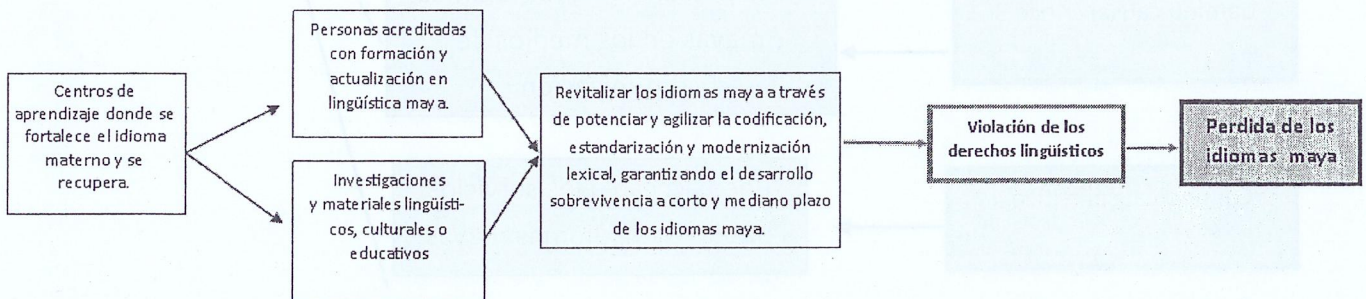 Centros de
aprendizaje donde se
fortalece el idioma
materno y se
recupera.
Personas acreditadas
con formación y
actualización en
lingüística maya.
Investigaciones
y materiales lingüísti-
cos, culturales o
educativos
Revitalizar los idiomas maya a través
de potenciar y agilizar la codificación,
estandarización y modernización
lexical, garantizando el desarrollo
sobrevivencia a corto y mediano plazo
de los idiomas maya.
Violación de los
derechos lingüísticos
Perdida de los
idiomas maya